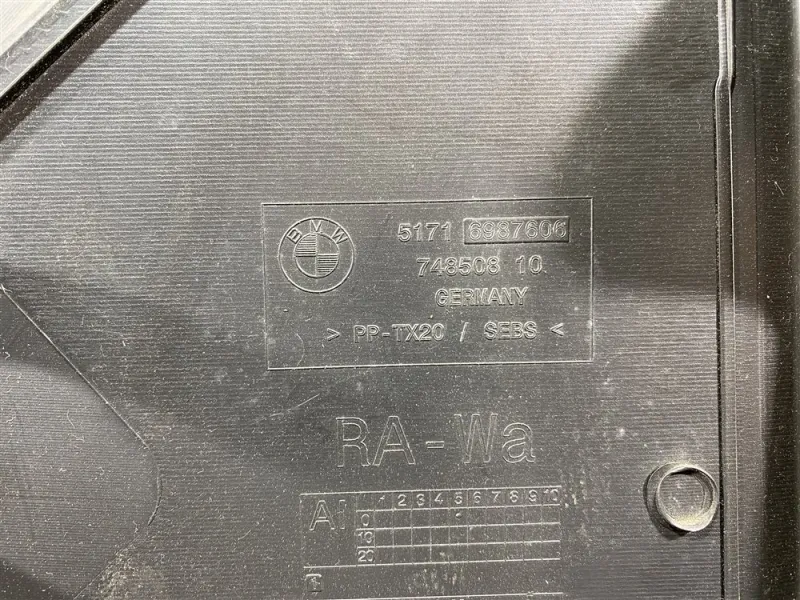 BMW
5171 6987606
748508 10
GERMANY
> PP-TX20 / SEBS <
RA-Wa
AI 1 2 3 4 5 6 7 8 9 10
0
10
20